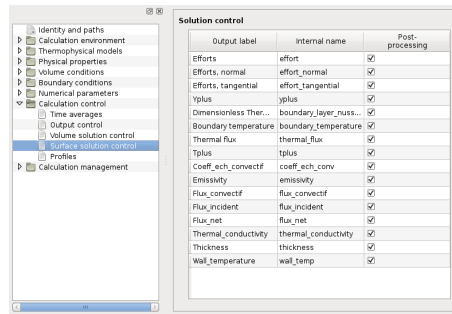 Identity and paths
Calculation environment
Thermophysical models
Physical properties
Volume conditions
Boundary conditions
Numerical parameters
Calculation control
Time averages
Output control
Volume solution control
Surface solution control
Profiles
Calculation management
Solution control
Output label Internal name Post-
processing
Efforts effort
Efforts, normal effort_normal
Efforts, tangential effort_tangential
Yplus yplus
Dimensionless Ther... boundary_layer_nuss...
Boundary temperature boundary_temperature
Thermal flux thermal_flux
Tplus tplus
Coeff_ech_convectif coeff_ech_conv
Emissivity emissivity
Flux_convectif flux_convectif
Flux_incident flux_incident
Flux_net flux_net
Thermal_conductivity thermal_conductivity
Thickness thickness
Wall_temperature wall_temp